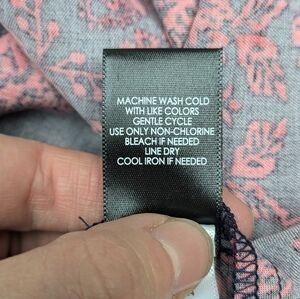 MACHINE WASH COLD
WITH LIKE COLORS
GENTLE CYCLE
USE ONLY NON-CHLORINE
BLEACH IF NEEDED
LINE DRY
COOL IRON IF NEEDED